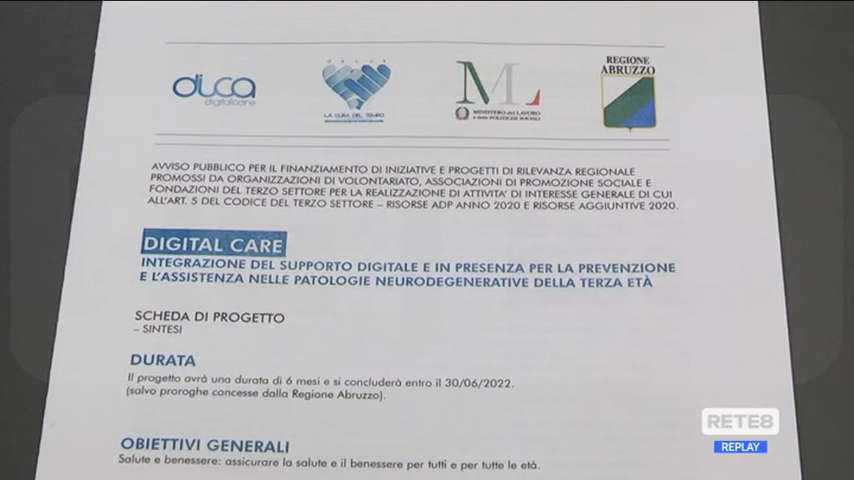 di.ca
digitalcare
SALUS
LA CURA DEL TEMPO
ML
MINISTERO del LAVORO
e delle POLITICHE SOCIALI
REGIONE
ABRUZZO
AVVISO PUBBLICO PER IL FINANZIAMENTO DI INIZIATIVE E PROGETTI DI RILEVANZA REGIONALE
PROMOSSI DA ORGANIZZAZIONI DI VOLONTARIATO, ASSOCIAZIONI DI PROMOZIONE SOCIALE E
FONDAZIONI DEL TERZO SETTORE PER LA REALIZZAZIONE DI ATTIVITA' DI INTERESSE GENERALE DI CUI
ALL'ART. 5 DEL CODICE DEL TERZO SETTORE – RISORSE ADP ANNO 2020 E RISORSE AGGIUNTIVE 2020.
DIGITAL CARE
INTEGRAZIONE DEL SUPPORTO DIGITALE E IN PRESENZA PER LA PREVENZIONE
E L'ASSISTENZA NELLE PATOLOGIE NEURODEGENERATIVE DELLA TERZA ETÀ
SCHEDA DI PROGETTO
– SINTESI
DURATA
Il progetto avrà una durata di 6 mesi e si concluderà entro il 30/06/2022.
(salvo proroghe concesse dalla Regione Abruzzo).
OBIETTIVI GENERALI
Salute e benessere: assicurare la salute e il benessere per tutti e per tutte le età.
RETE8
REPLAY